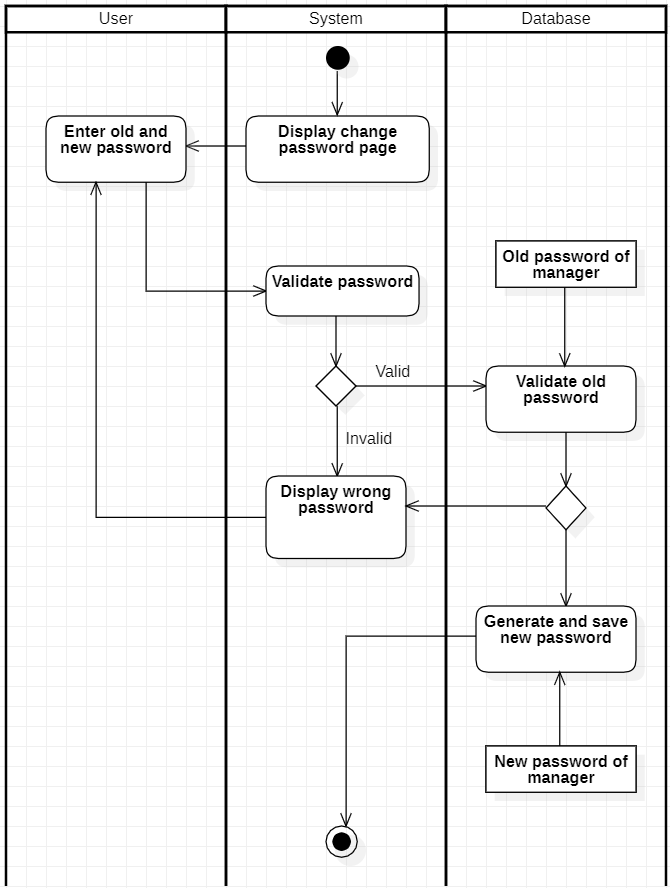 User
System
Database
Enter old and
new password
Display change
password page
Old password of
manager
Validate password
Valid
Validate old
password
Invalid
Display wrong
password
Generate and save
new password
New password of
manager